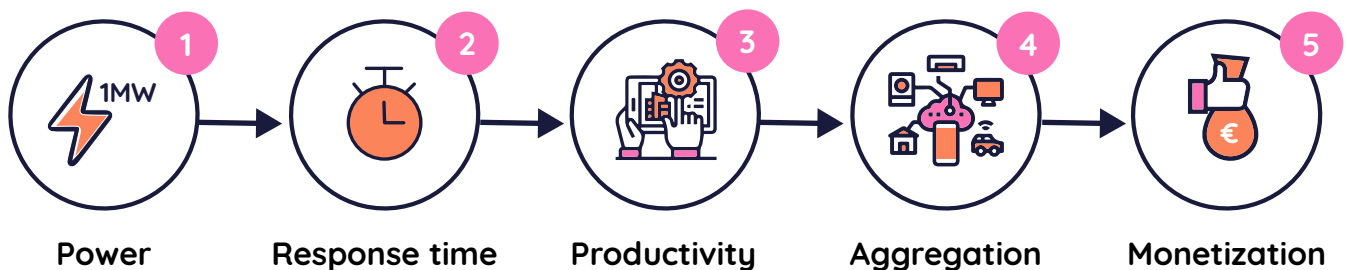 1
2
3
4
5
1MW
€
Power
Response time
Productivity
Aggregation
Monetization